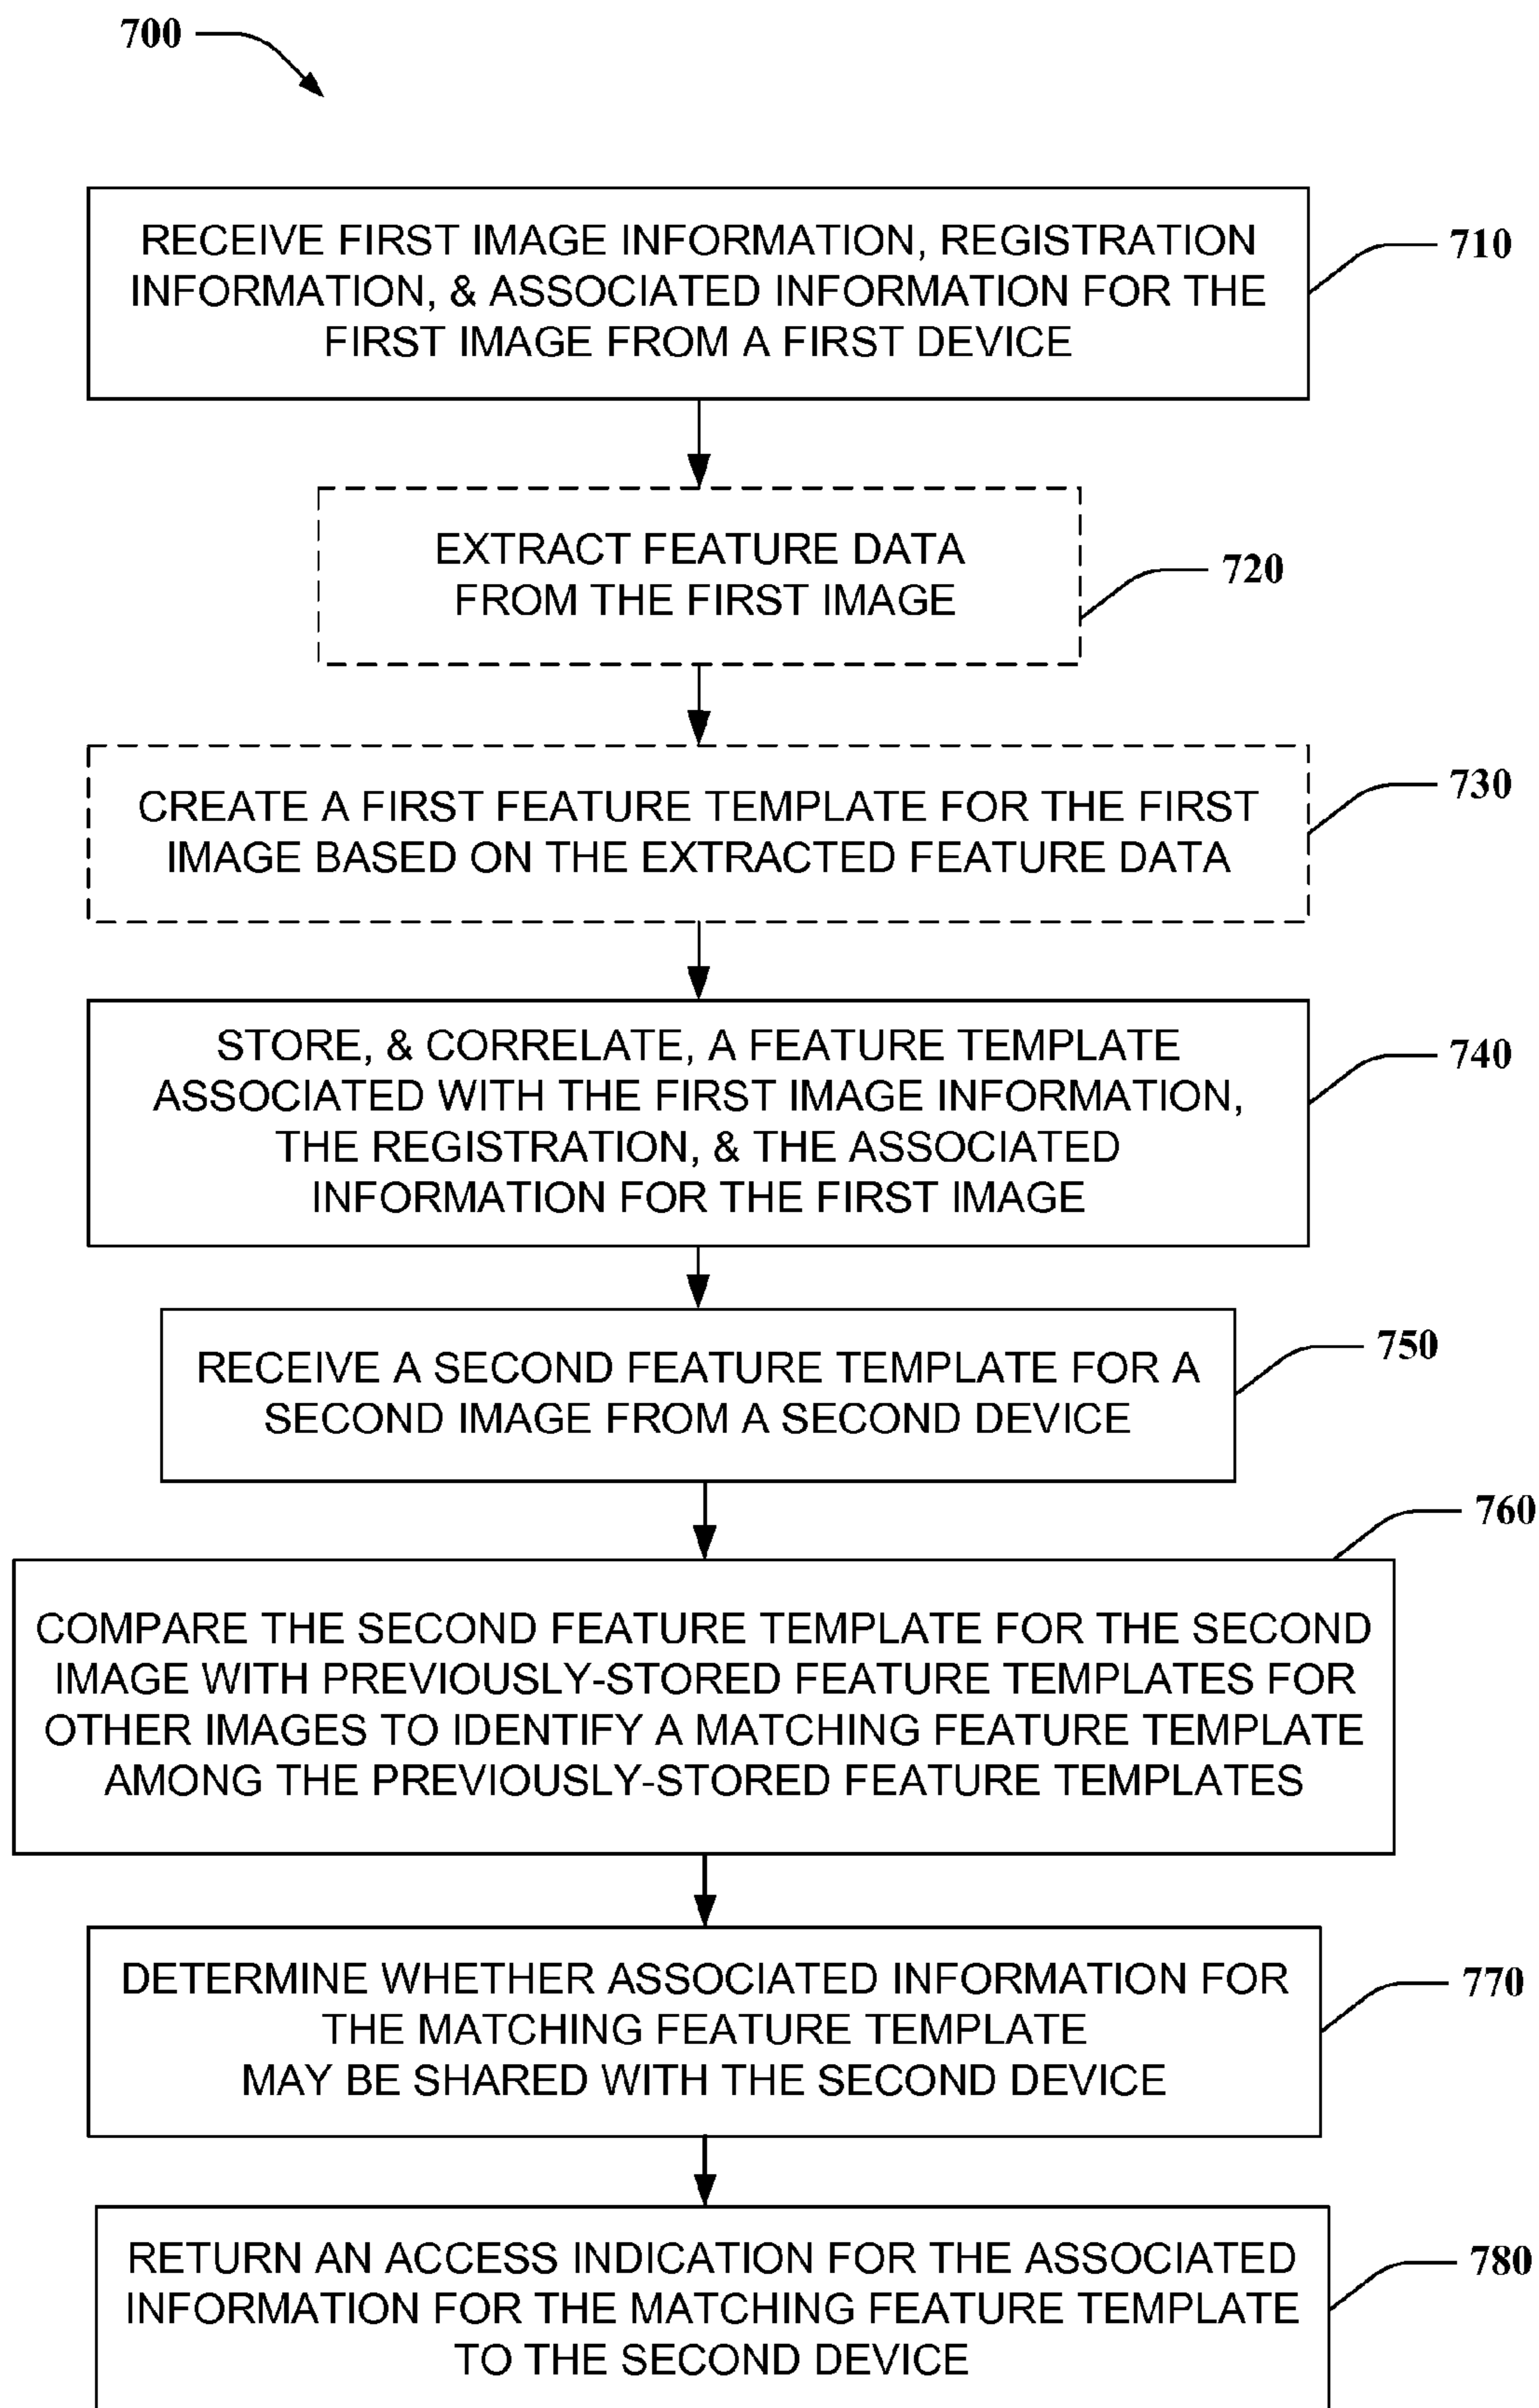 700
RECEIVE FIRST IMAGE INFORMATION, REGISTRATION
INFORMATION, & ASSOCIATED INFORMATION FOR THE
FIRST IMAGE FROM A FIRST DEVICE
710
EXTRACT FEATURE DATA
FROM THE FIRST IMAGE
720
CREATE A FIRST FEATURE TEMPLATE FOR THE FIRST
IMAGE BASED ON THE EXTRACTED FEATURE DATA
730
STORE, & CORRELATE, A FEATURE TEMPLATE
ASSOCIATED WITH THE FIRST IMAGE INFORMATION,
THE REGISTRATION, & THE ASSOCIATED
INFORMATION FOR THE FIRST IMAGE
740
RECEIVE A SECOND FEATURE TEMPLATE FOR A
SECOND IMAGE FROM A SECOND DEVICE
750
760
COMPARE THE SECOND FEATURE TEMPLATE FOR THE SECOND
IMAGE WITH PREVIOUSLY-STORED FEATURE TEMPLATES FOR
OTHER IMAGES TO IDENTIFY A MATCHING FEATURE TEMPLATE
AMONG THE PREVIOUSLY-STORED FEATURE TEMPLATES
DETERMINE WHETHER ASSOCIATED INFORMATION FOR
THE MATCHING FEATURE TEMPLATE
MAY BE SHARED WITH THE SECOND DEVICE
770
RETURN AN ACCESS INDICATION FOR THE ASSOCIATED
INFORMATION FOR THE MATCHING FEATURE TEMPLATE
TO THE SECOND DEVICE
780